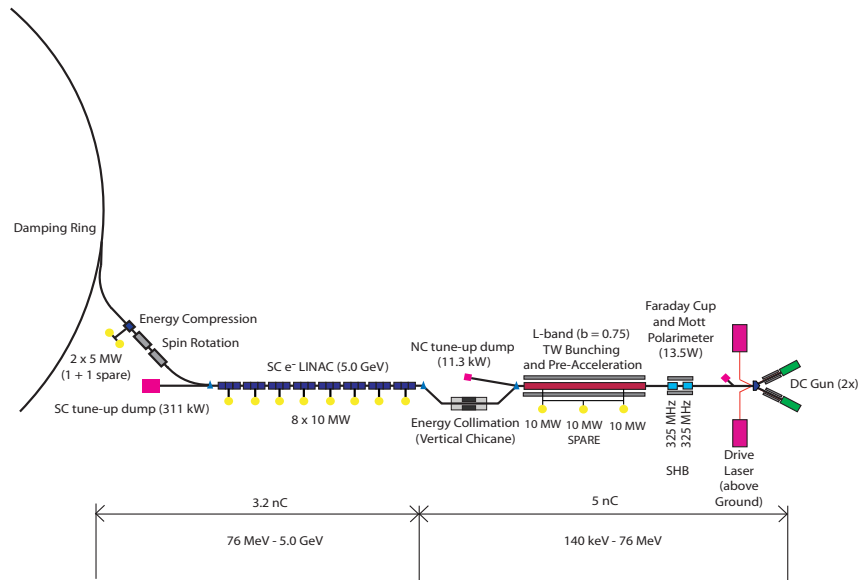 Damping Ring
Energy Compression
Spin Rotation
2 x 5 MW
(1 + 1 spare)
SC tune-up dump (311 kW)
SC e⁻ LINAC (5.0 GeV)
8 x 10 MW
NC tune-up dump
(11.3 kW)
Energy Collimation
(Vertical Chicane)
L-band (b = 0.75)
TW Bunching
and Pre-Acceleration
10 MW
10 MW
10 MW
SPARE
Faraday Cup
and Mott
Polarimeter
(13.5W)
325 MHz
325 MHz
SHB
DC Gun (2x)
Drive
Laser
(above
Ground)
3.2 nC
5 nC
76 MeV - 5.0 GeV
140 keV - 76 MeV